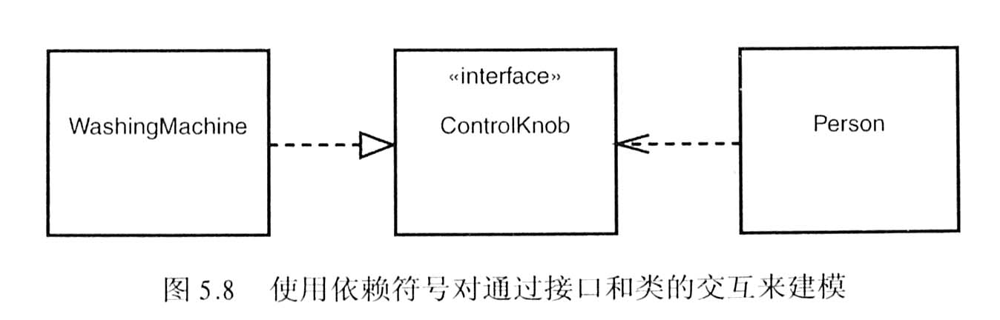 WashingMachine
«interface»
ControlKnob
Person
图 5.8 使用依赖符号对通过接口和类的交互来建模